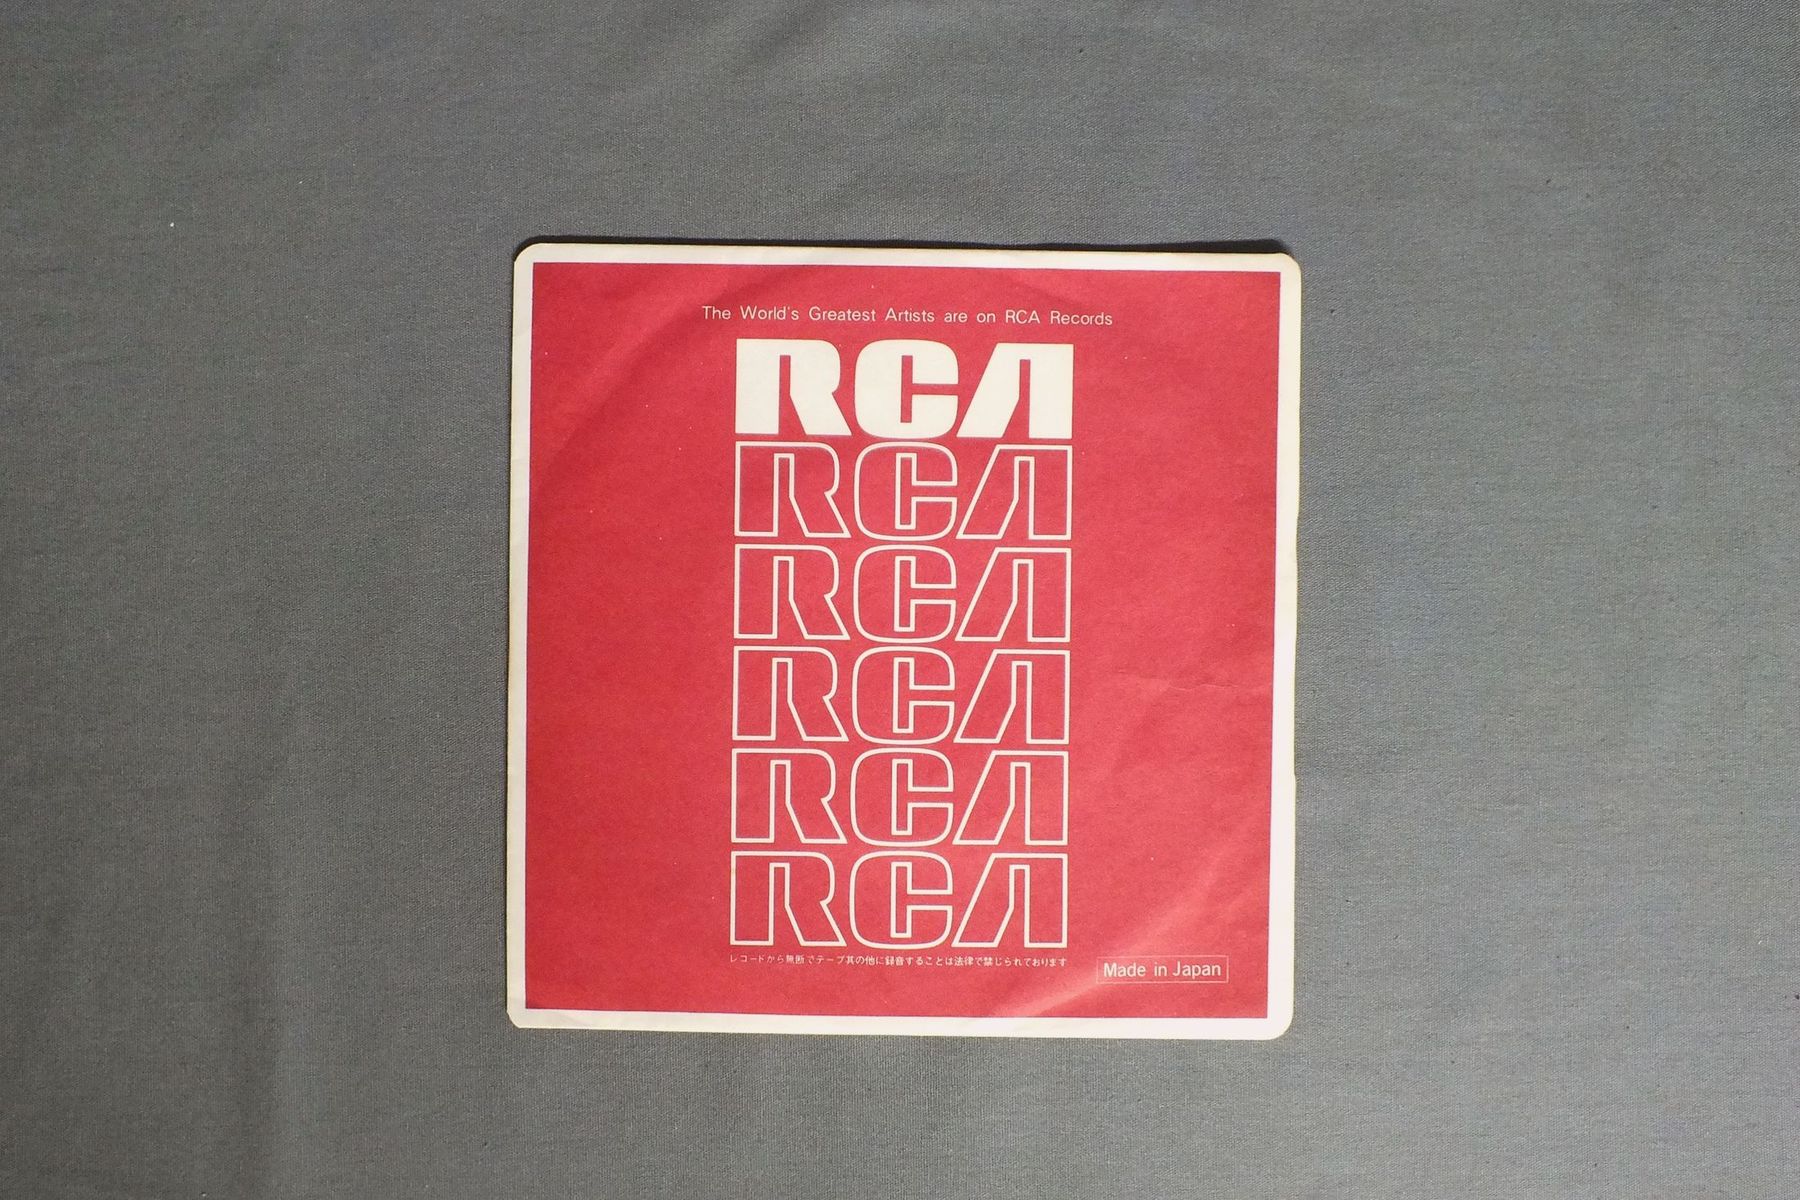 The World's Greatest Artists are on RCA Records
RCA
RCA
RCA
RCA
RCA
RCA
レコードから無断でテープ其の他に録音することは法律で禁じられております
Made in Japan